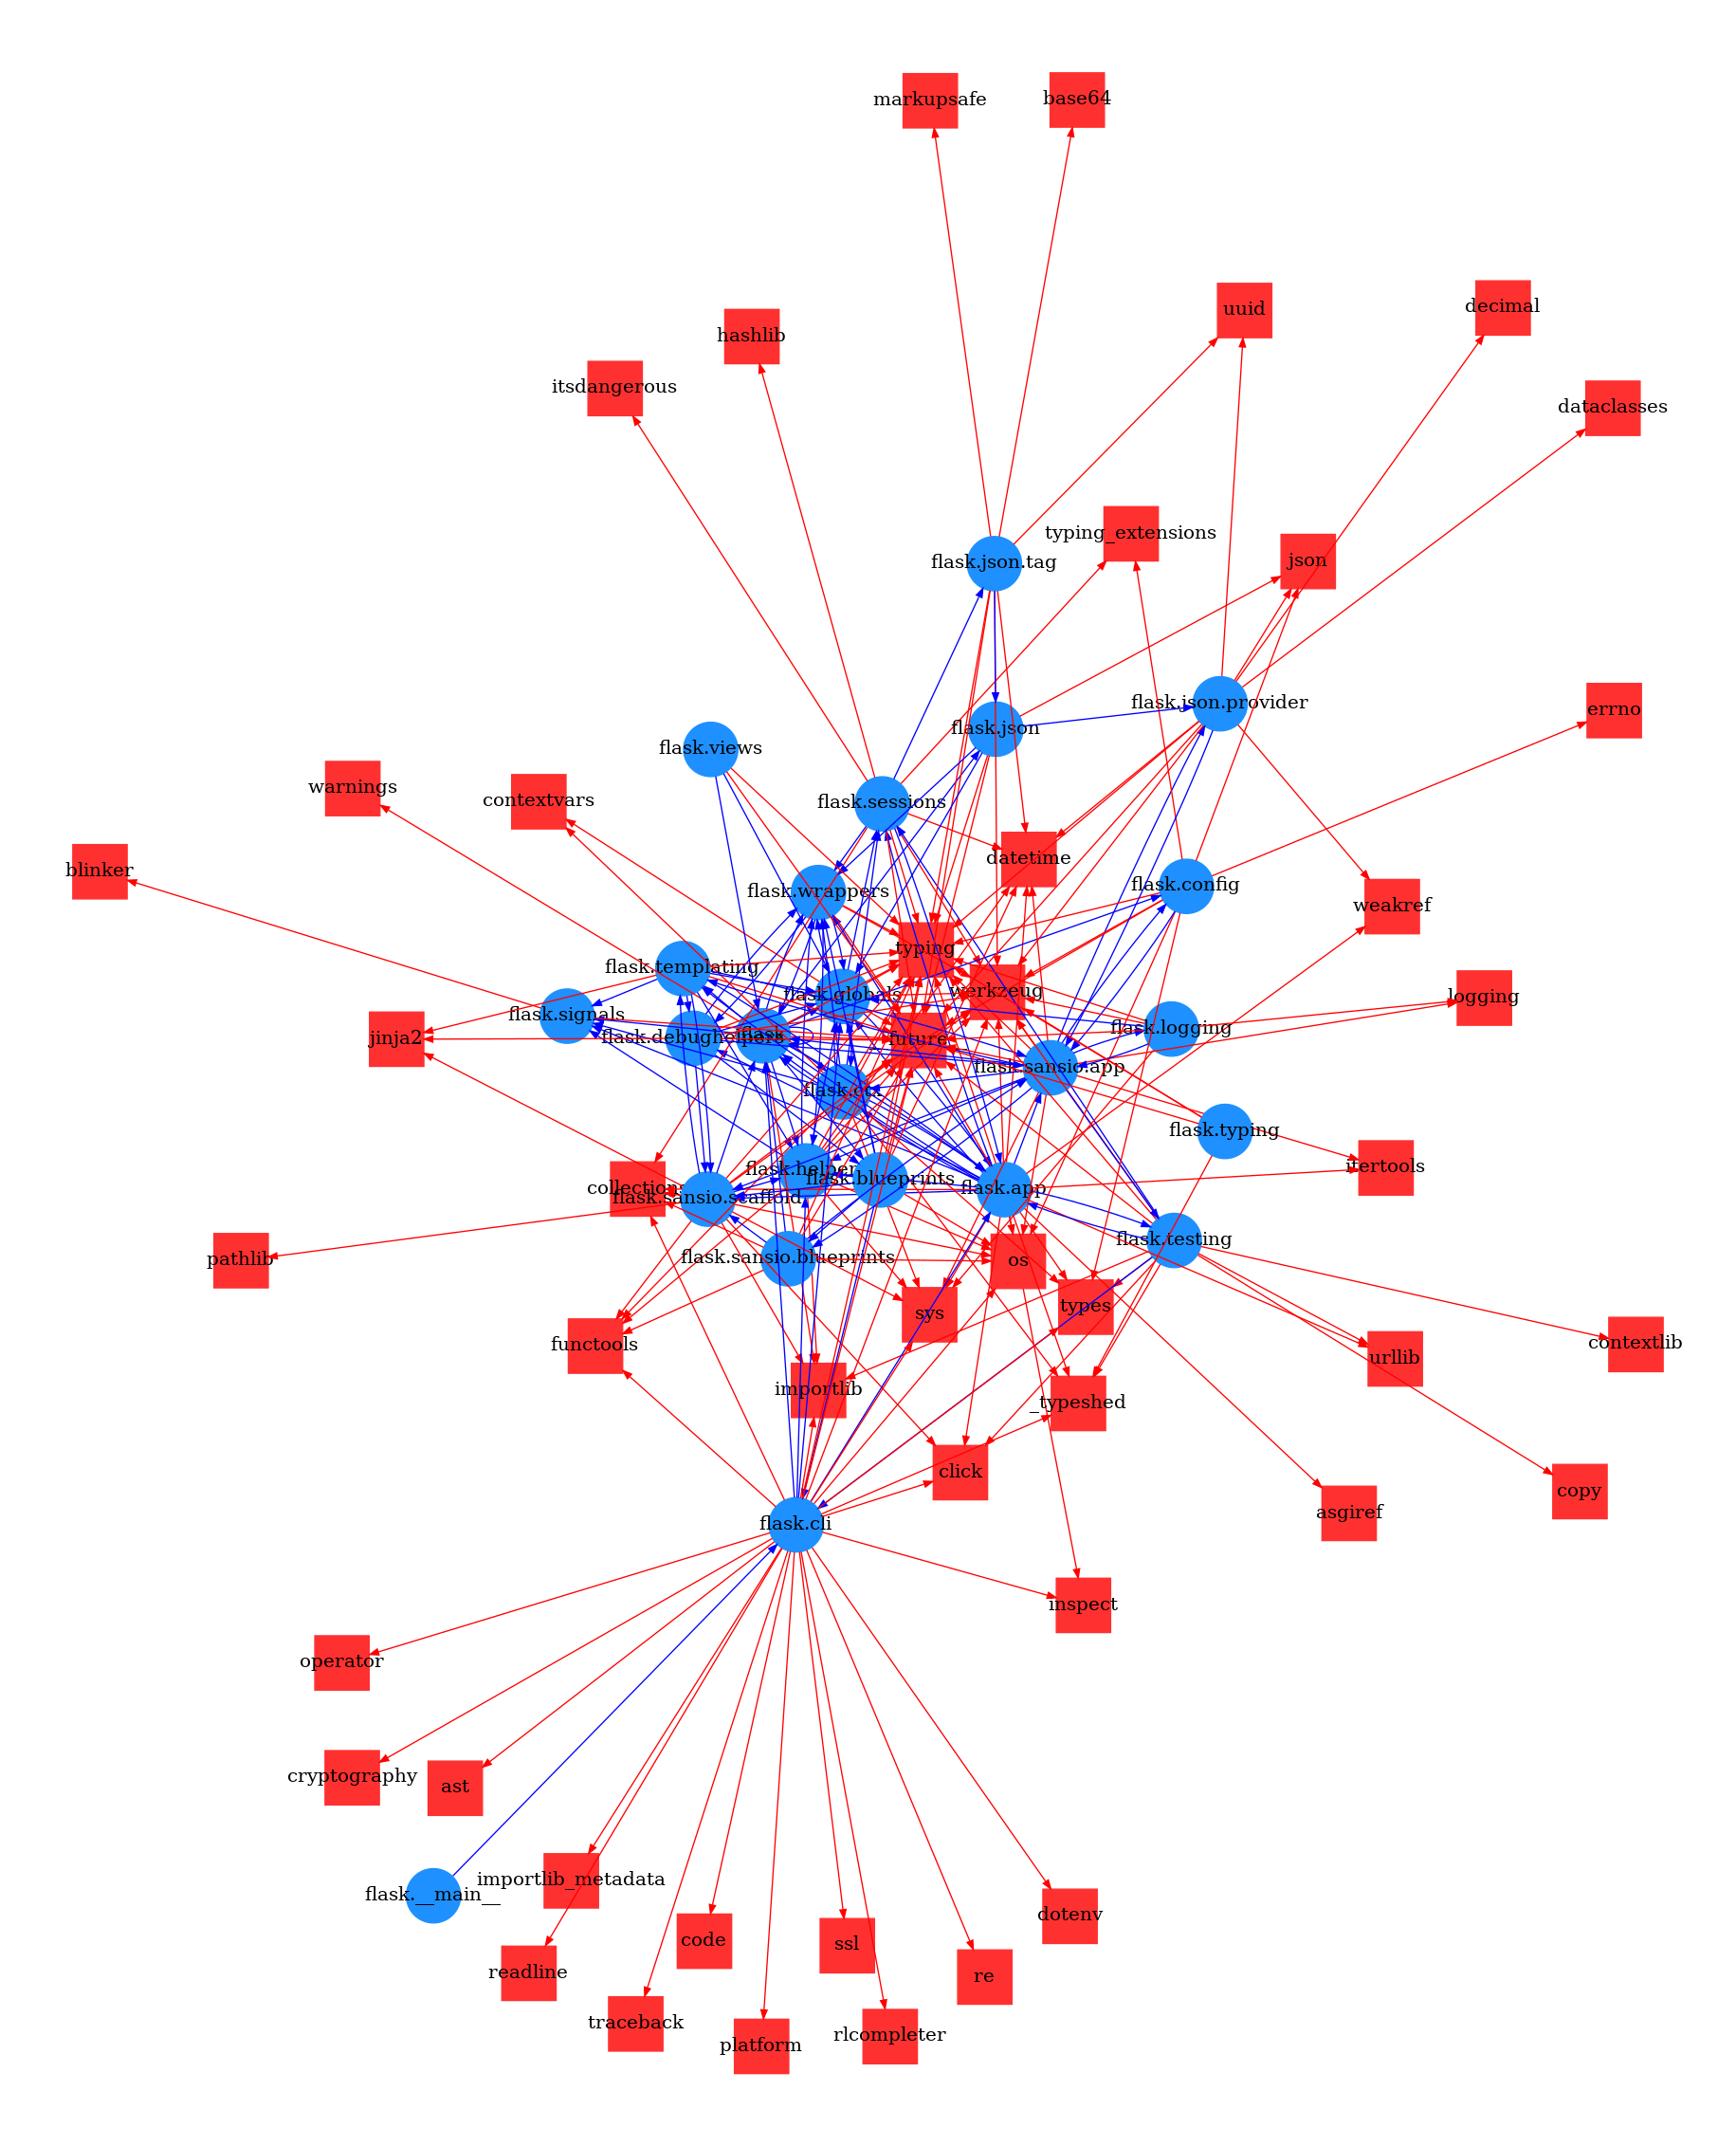 markupsafe
base64
uuid
decimal
hashlib
itsdangerous
dataclasses
typing_extensions
json
flask.json.tag
flask.json.provider
errno
flask.json
flask.views
warnings
contextvars
flask.sessions
datetime
blinker
flask.config
flask.wrappers
weakref
typing
flask.templating
werkzeug
flask.globals
logging
flask.signals
flask.logging
jinja2
flask.debughelpers
flask
future
flask.sansio.app
flask.ctx
flask.typing
itertools
flask.helpers
flask.blueprints
collections
flask.app
flask.sansio.scaffold
flask.testing
pathlib
flask.sansio.blueprints
os
types
sys
functools
contextlib
urllib
importlib
_typeshed
click
copy
asgiref
flask.cli
inspect
operator
cryptography
ast
importlib_metadata
flask.__main__
dotenv
code
ssl
readline
re
traceback
rlcompleter
platform